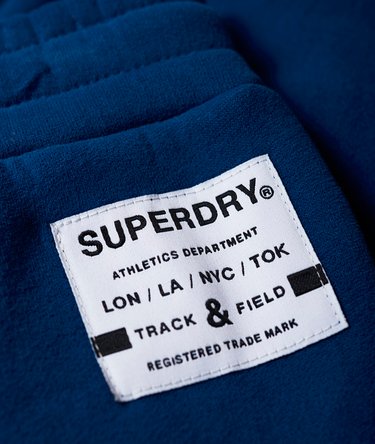 SUPERDRY®
ATHLETICS DEPARTMENT
LON / LA / NYC / TOK
TRACK & FIELD
REGISTERED TRADE MARK